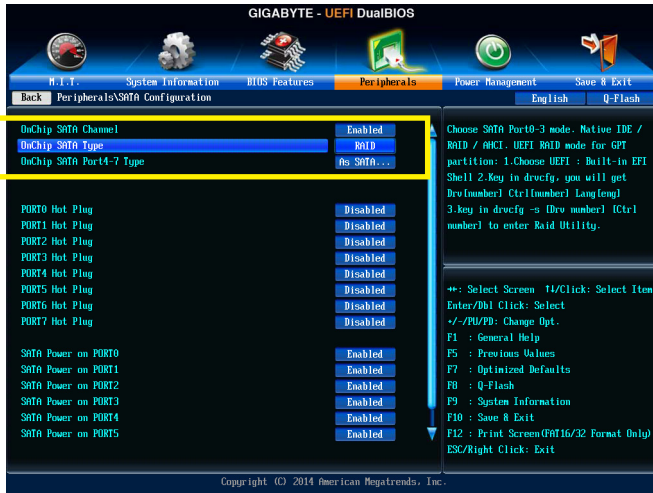 GIGABYTE - UEFI DualBIOS
M.I.T. System Information BIOS Features Peripherals Power Management Save & Exit
Back Peripherals\SATA Configuration English Q-Flash
OnChip SATA Channel Enabled
OnChip SATA Type RAID
OnChip SATA Port4-7 Type As SATA...
PORT0 Hot Plug Disabled
PORT1 Hot Plug Disabled
PORT2 Hot Plug Disabled
PORT3 Hot Plug Disabled
PORT4 Hot Plug Disabled
PORT5 Hot Plug Disabled
PORT6 Hot Plug Disabled
PORT7 Hot Plug Disabled
SATA Power on PORT0 Enabled
SATA Power on PORT1 Enabled
SATA Power on PORT2 Enabled
SATA Power on PORT3 Enabled
SATA Power on PORT4 Enabled
SATA Power on PORT5 Enabled
Choose SATA Port0-3 mode. Native IDE /
RAID / AHCI. UEFI RAID mode for GPT
partition: 1.Choose UEFI : Built-in EFI
Shell 2.Key in drvcfg, you will get
Drv[number] Ctrl[number] Lang[eng]
3.key in drvcfg -s [Drv number] [Ctrl
number] to enter Raid Utility.
→←: Select Screen ↑↓/Click: Select Item
Enter/Dbl Click: Select
+/-/PU/PD: Change Opt.
F1 : General Help
F5 : Previous Values
F7 : Optimized Defaults
F8 : Q-Flash
F9 : System Information
F10 : Save & Exit
F12 : Print Screen(FAT16/32 Format Only)
ESC/Right Click: Exit
Copyright (C) 2014 American Megatrends, Inc.